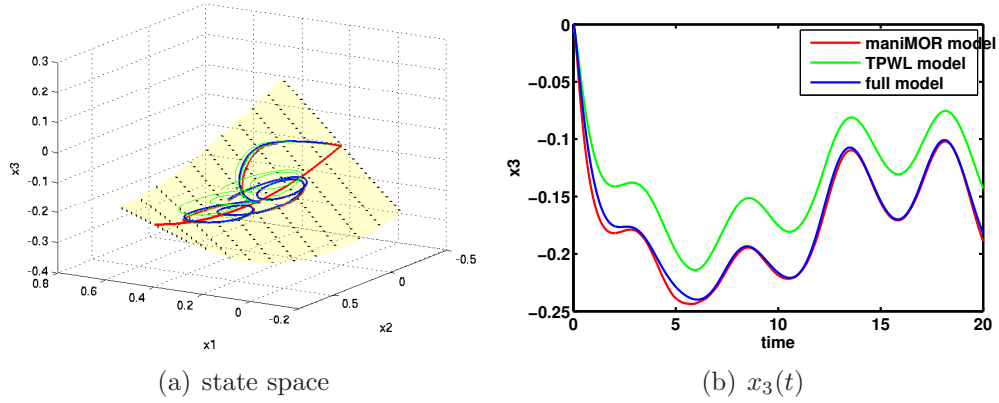 0.3
0.2
0.1
0
-0.1
-0.2
-0.3
-0.4
x3
0.8
0.6
0.4
0.2
0
-0.2
x1
0.5
0
-0.5
x2
(a) state space
0
-0.05
-0.1
-0.15
-0.2
-0.25
x3
0
5
10
15
20
time
maniMOR model
TPWL model
full model
(b) x3(t)